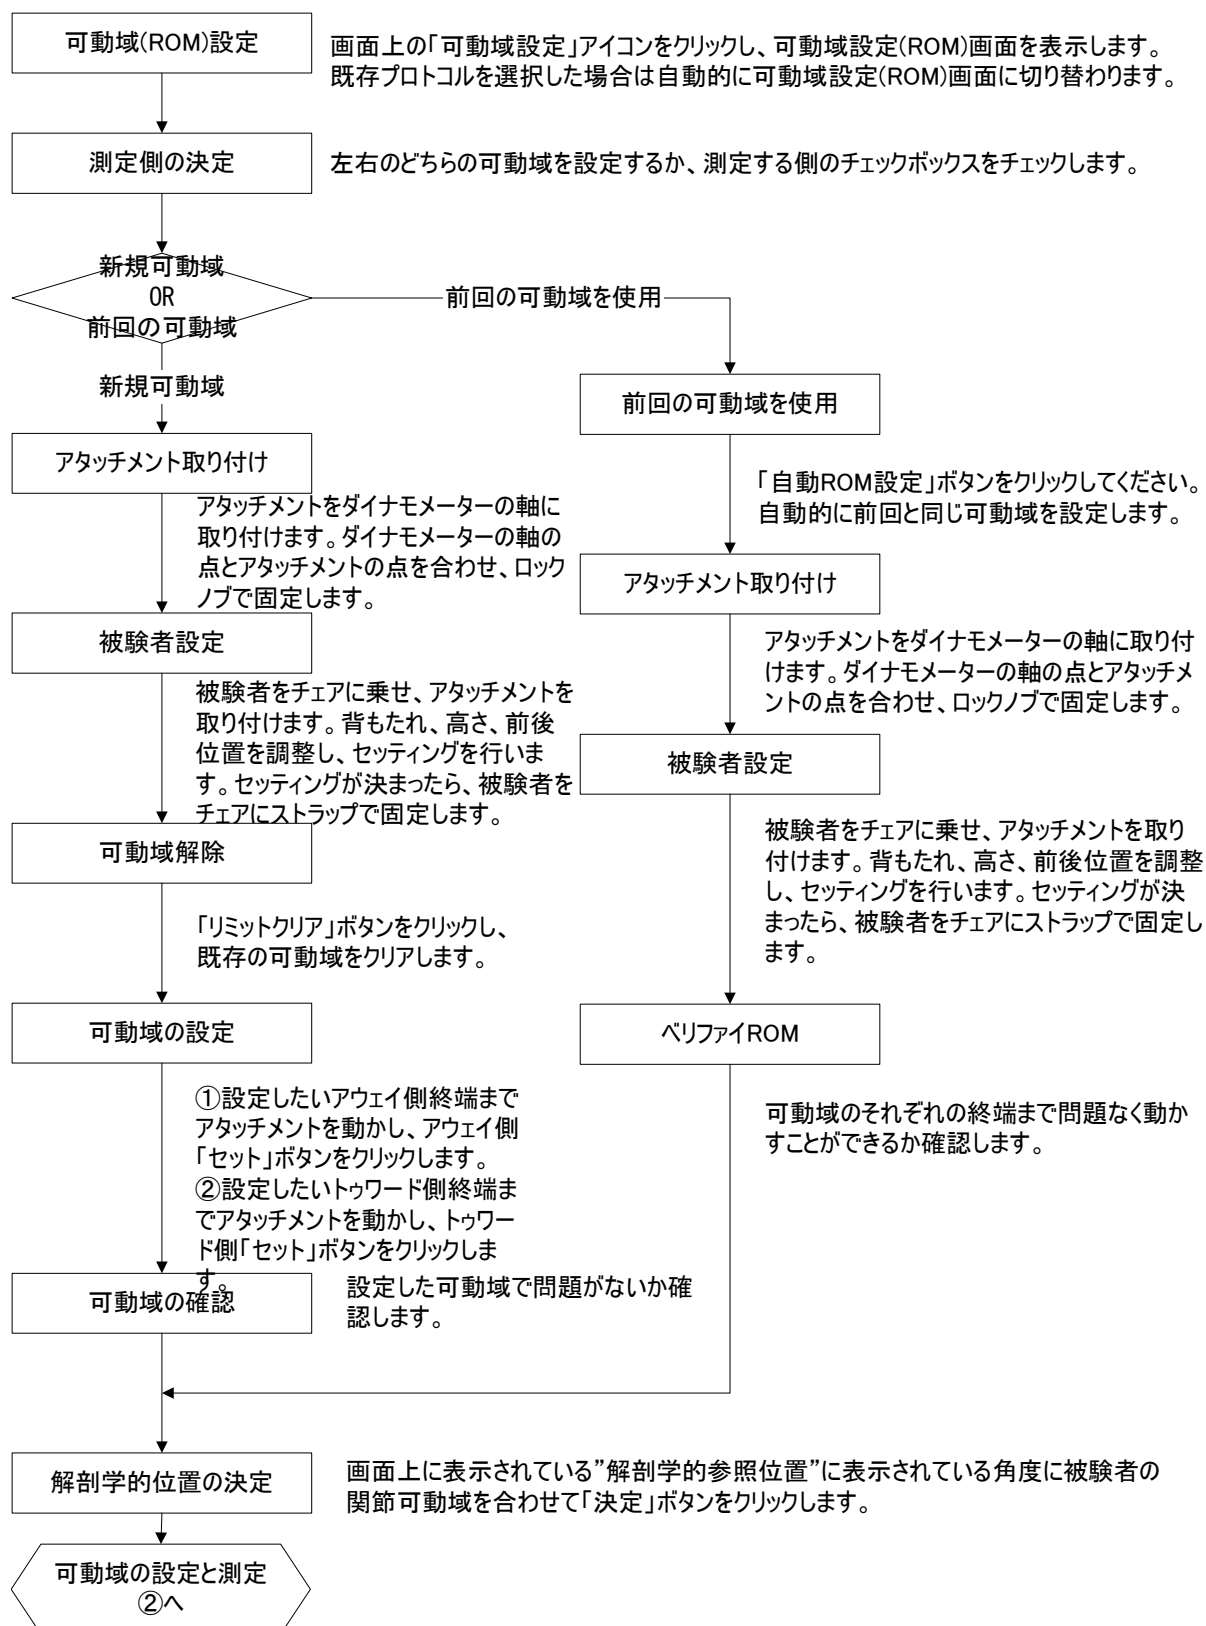 可動域(ROM)設定
画面上の「可動域設定」アイコンをクリックし、可動域設定(ROM)画面を表示します。
既存プロトコルを選択した場合は自動的に可動域設定(ROM)画面に切り替わります。
測定側の決定
左右のどちらの可動域を設定するか、測定する側のチェックボックスをチェックします。
新規可動域
OR
前回の可動域
前回の可動域を使用
新規可動域
アタッチメント取り付け
アタッチメントをダイナモメーターの軸に
取り付けます。ダイナモメーターの軸の
点とアタッチメントの点を合わせ、ロック
ノブで固定します。
被験者設定
被験者をチェアに乗せ、アタッチメントを
取り付けます。背もたれ、高さ、前後
位置を調整し、セッティングを行いま
す。セッティングが決まったら、被験者を
チェアにストラップで固定します。
可動域解除
「リミットクリア」ボタンをクリックし、
既存の可動域をクリアします。
可動域の設定
①設定したいアウェイ側終端まで
アタッチメントを動かし、アウェイ側
「セット」ボタンをクリックします。
②設定したいトゥワード側終端ま
でアタッチメントを動かし、トゥワー
ド側「セット」ボタンをクリックしま
す。
可動域の確認
設定した可動域で問題がないか確
認します。
前回の可動域を使用
「自動ROM設定」ボタンをクリックしてください。
自動的に前回と同じ可動域を設定します。
アタッチメント取り付け
アタッチメントをダイナモメーターの軸に取り付
けます。ダイナモメーターの軸の点とアタッチメ
ントの点を合わせ、ロックノブで固定します。
被験者設定
被験者をチェアに乗せ、アタッチメントを取り
付けます。背もたれ、高さ、前後位置を調整
し、セッティングを行います。セッティングが決
まったら、被験者をチェアにストラップで固定し
ます。
ベリファイROM
可動域のそれぞれの終端まで問題なく動か
すことができるか確認します。
解剖学的位置の決定
画面上に表示されている”解剖学的参照位置”に表示されている角度に被験者の
関節可動域を合わせて「決定」ボタンをクリックします。
可動域の設定と測定
②へ